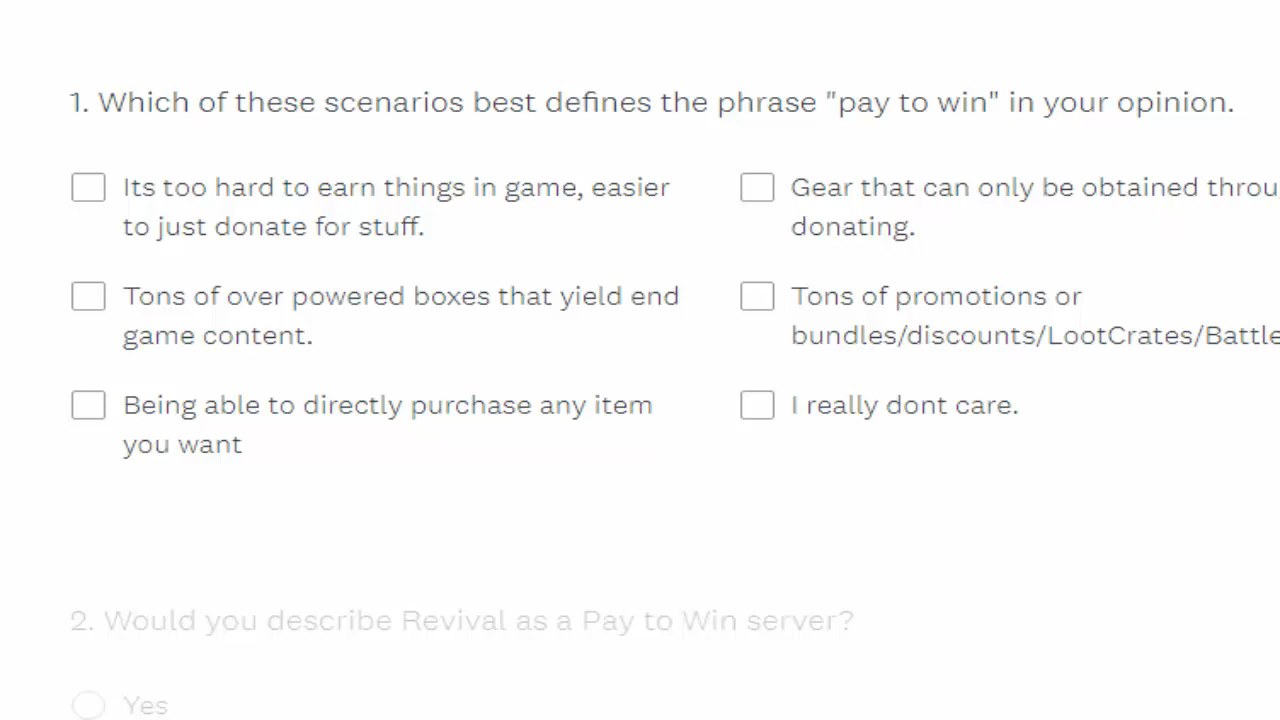 1. Which of these scenarios best defines the phrase "pay to win" in your opinion.
Its too hard to earn things in game, easier
to just donate for stuff.
Gear that can only be obtained throu
donating.
Tons of over powered boxes that yield end
game content.
Tons of promotions or
bundles/discounts/LootCrates/Battle
Being able to directly purchase any item
you want
I really dont care.
2. Would you describe Revival as a Pay to Win server?
Yes